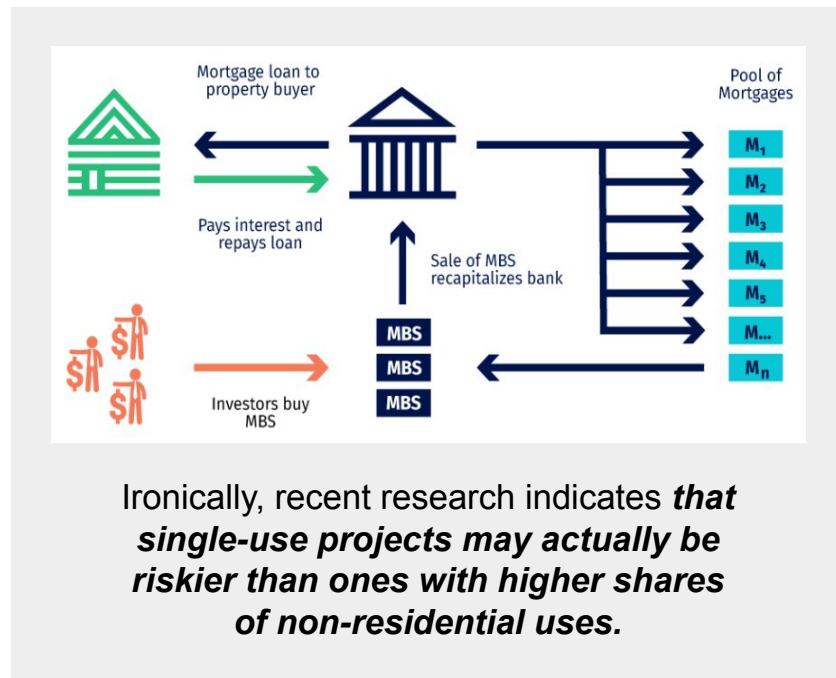 Mortgage loan to
property buyer
Pool of
Mortgages
M₁
M₂
M₃
M₄
M₅
M...
Mₙ
Pays interest and
repays loan
Sale of MBS
recapitalizes bank
MBS
MBS
MBS
$
$
$
Investors buy
MBS
Ironically, recent research indicates that
single-use projects may actually be
riskier than ones with higher shares
of non-residential uses.